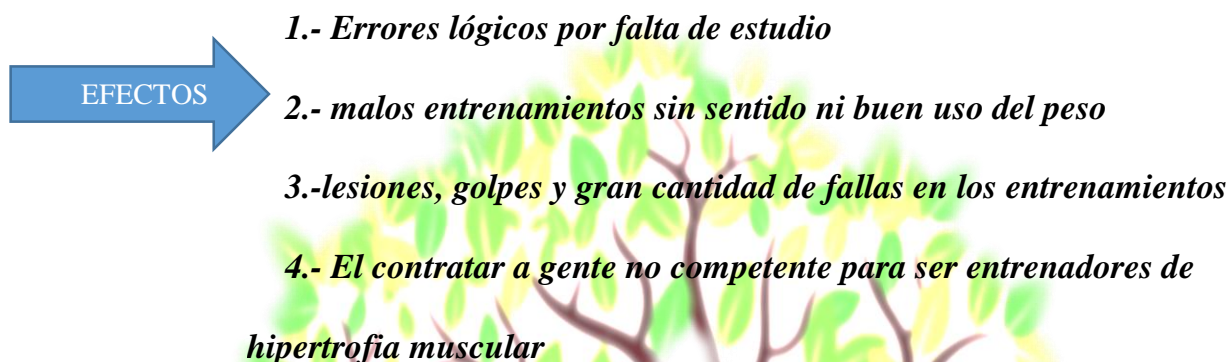 1.- Errores lógicos por falta de estudio
EFECTOS
2.- malos entrenamientos sin sentido ni buen uso del peso
3.-lesiones, golpes y gran cantidad de fallas en los entrenamientos
4.- El contratar a gente no competente para ser entrenadores de
hipertrofia muscular